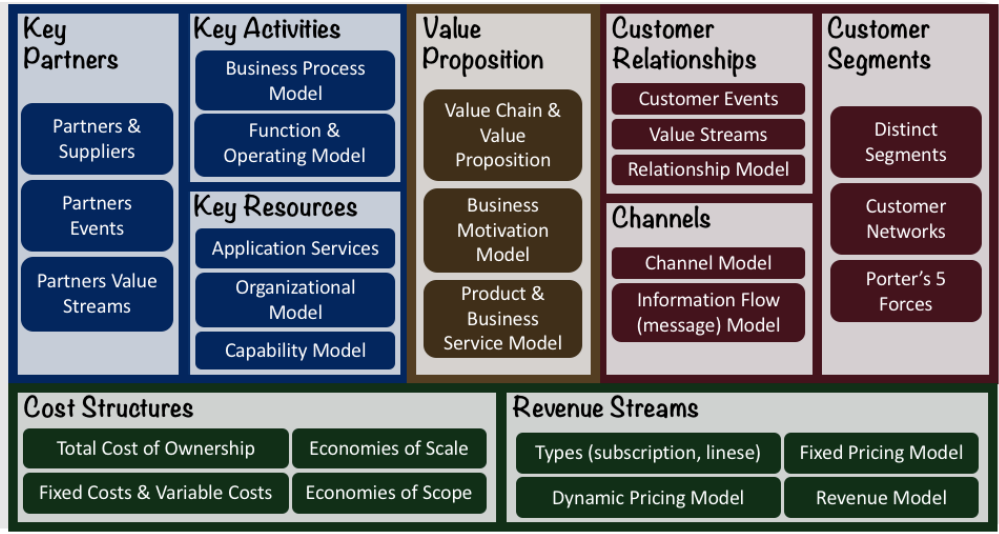 Key
Partners
Partners &
Suppliers
Partners
Events
Partners Value
Streams
Key Activities
Business Process
Model
Function &
Operating Model
Key Resources
Application Services
Organizational
Model
Capability Model
Value
Proposition
Value Chain &
Value
Proposition
Business
Motivation
Model
Product &
Business
Service Model
Customer
Relationships
Customer Events
Value Streams
Relationship Model
Channels
Channel Model
Information Flow
(message) Model
Customer
Segments
Distinct
Segments
Customer
Networks
Porter’s 5
Forces
Cost Structures
Total Cost of Ownership
Economies of Scale
Fixed Costs & Variable Costs
Economies of Scope
Revenue Streams
Types (subscription, linese)
Fixed Pricing Model
Dynamic Pricing Model
Revenue Model